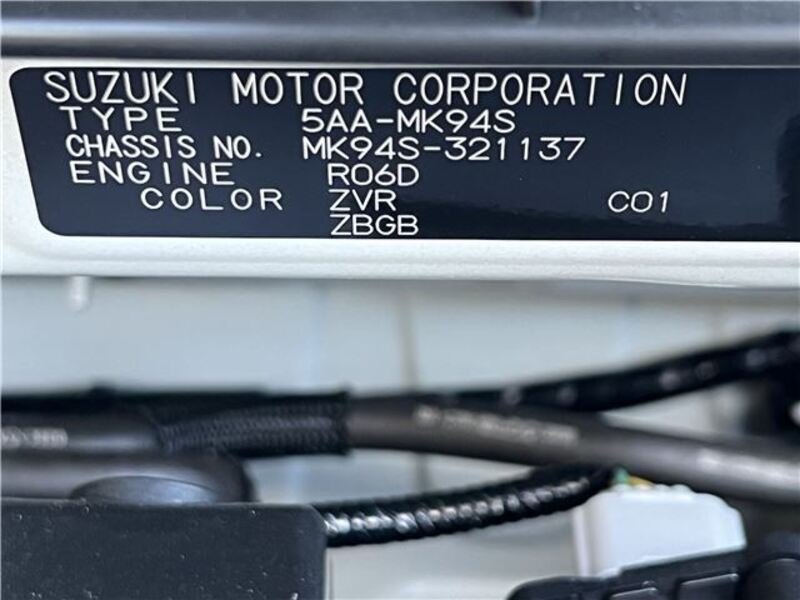 SUZUKI MOTOR CORPORATION
TYPE 5AA-MK94S
CHASSIS NO. MK94S-321137
ENGINE R06D
COLOR ZVR C01
ZBGB